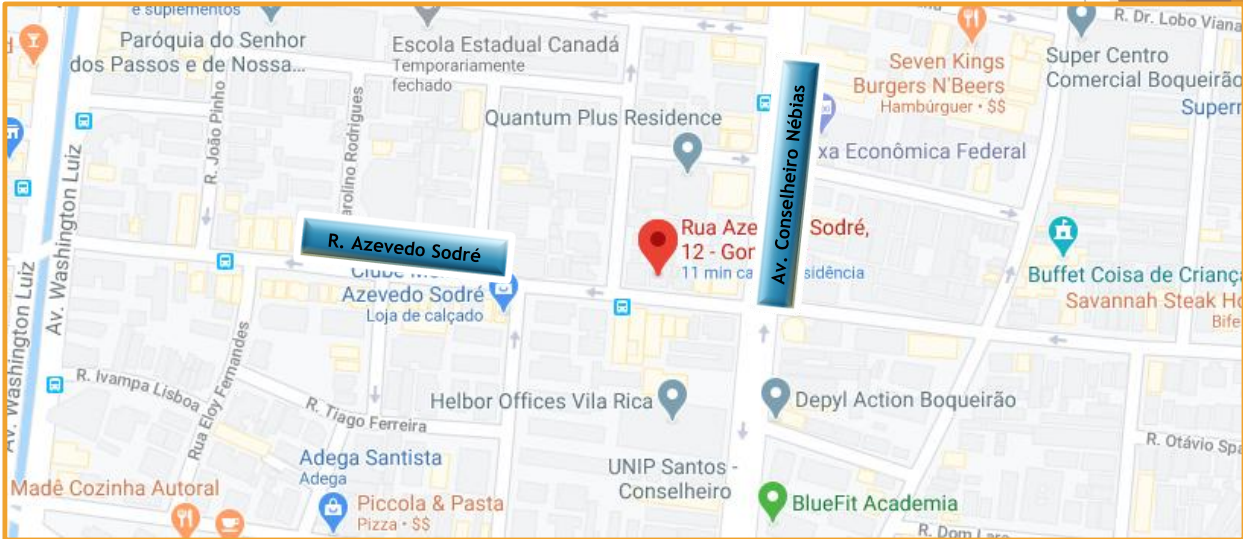 e suplementos
Paróquia do Senhor
dos Passos e de Nossa...
Escola Estadual Canadá
Temporariamente
fechado
R. Dr. Lobo Viana
Seven Kings
Burgers N'Beers
Hambúrguer • $$
Super Centro
Comercial Boqueirão
Superr
Quantum Plus Residence
xa Econômica Federal
Av. Conselheiro Nébias
R. João Pinho
arolino Rodrigues
Av. Washington Luiz
Av. Washington Luiz
R. Azevedo Sodré
Rua Aze Sodré,
12 - Gor
11 min ca sidência
Buffet Coisa de Criança
Savannah Steak Ho
Bife
Clube M
Azevedo Sodré
Loja de calçado
R. Ivampa Lisboa
Rua Eloy Fernandes
R. Tiago Ferreira
Helbor Offices Vila Rica
Depyl Action Boqueirão
R. Otávio Spa
Adega Santista
Adega
UNIP Santos -
Conselheiro
Madê Cozinha Autoral
Piccola & Pasta
Pizza • $$
BlueFit Academia
R. Dom Lara